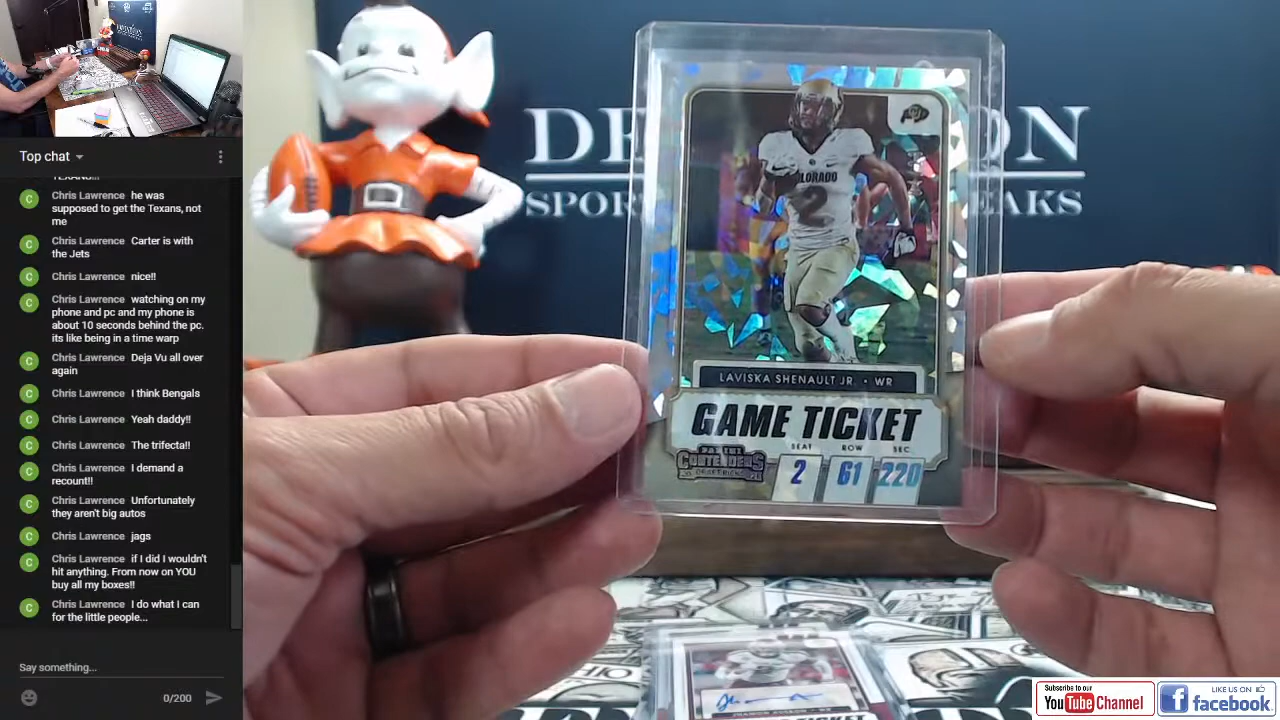 Top chat
Chris Lawrence he was
supposed to get the Texans, not
me
Chris Lawrence Carter is with
the Jets
Chris Lawrence nice!!
Chris Lawrence watching on my
phone and pc and my phone is
about 10 seconds behind the pc.
its like being in a time warp
Chris Lawrence Deja Vu all over
again
Chris Lawrence I think Bengals
Chris Lawrence Yeah daddy!!
Chris Lawrence The trifecta!!
Chris Lawrence I demand a
recount!!
Chris Lawrence Unfortunately
they aren't big autos
Chris Lawrence jags
Chris Lawrence if I did I wouldn't
hit anything. From now on YOU
buy all my boxes!!
Chris Lawrence I do what I can
for the little people...
Say something...
0/200
COLORADO
2
LAVISKA SHENAULT JR. • WR
GAME TICKET
SEAT ROW SEC
CONTENDERS
2 61 220
TICKET
Subscribe to our
YouTube Channel
LIKE US ON
facebook